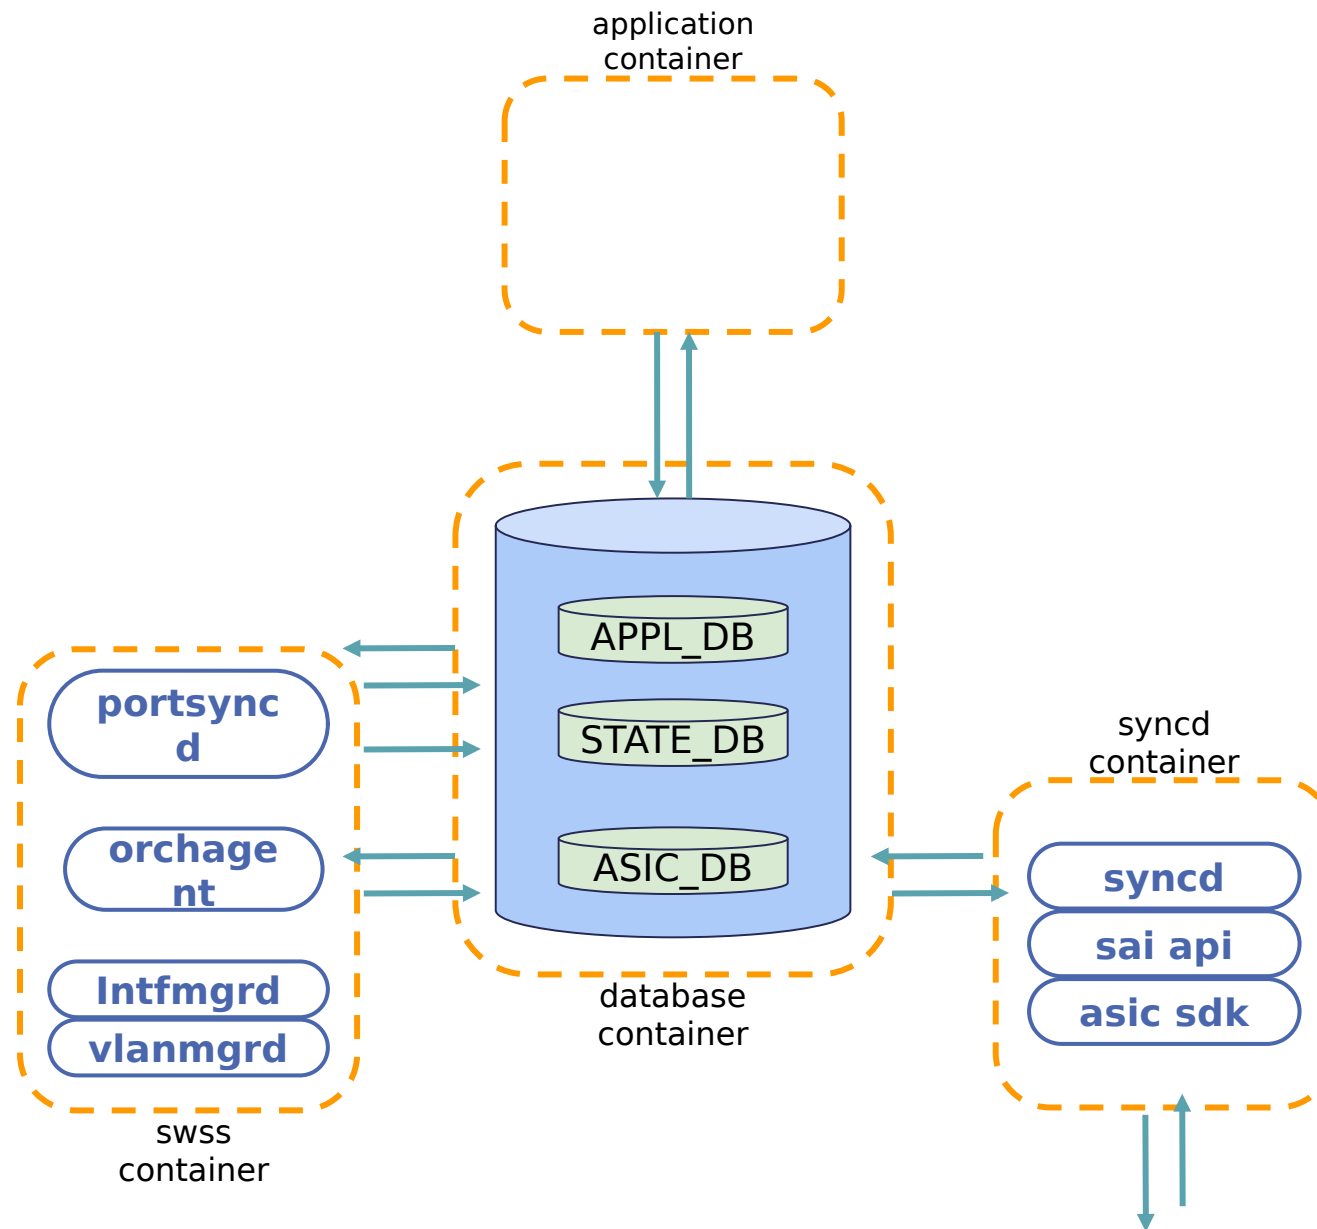 application
container
APPL_DB
STATE_DB
ASIC_DB
database
container
portsync
d
orchage
nt
Intfmgrd
vlanmgrd
swss
container
syncd
container
syncd
sai api
asic sdk